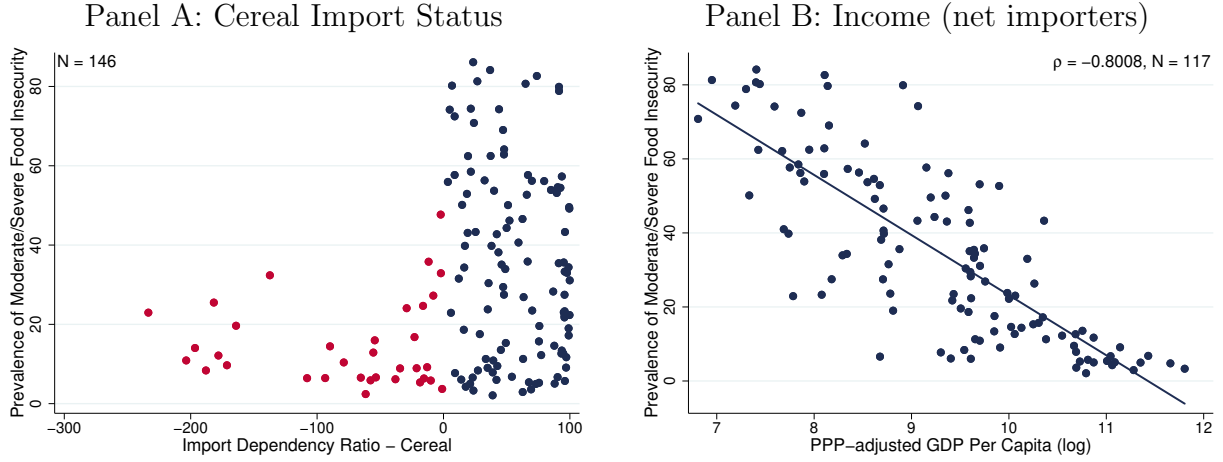 Panel A: Cereal Import Status
N = 146
Prevalence of Moderate/Severe Food Insecurity
80
60
40
20
0
−300
−200
−100
0
100
Import Dependency Ratio − Cereal
Panel B: Income (net importers)
ρ = −0.8008, N = 117
Prevalence of Moderate/Severe Food Insecurity
80
60
40
20
0
7
8
9
10
11
12
PPP−adjusted GDP Per Capita (log)